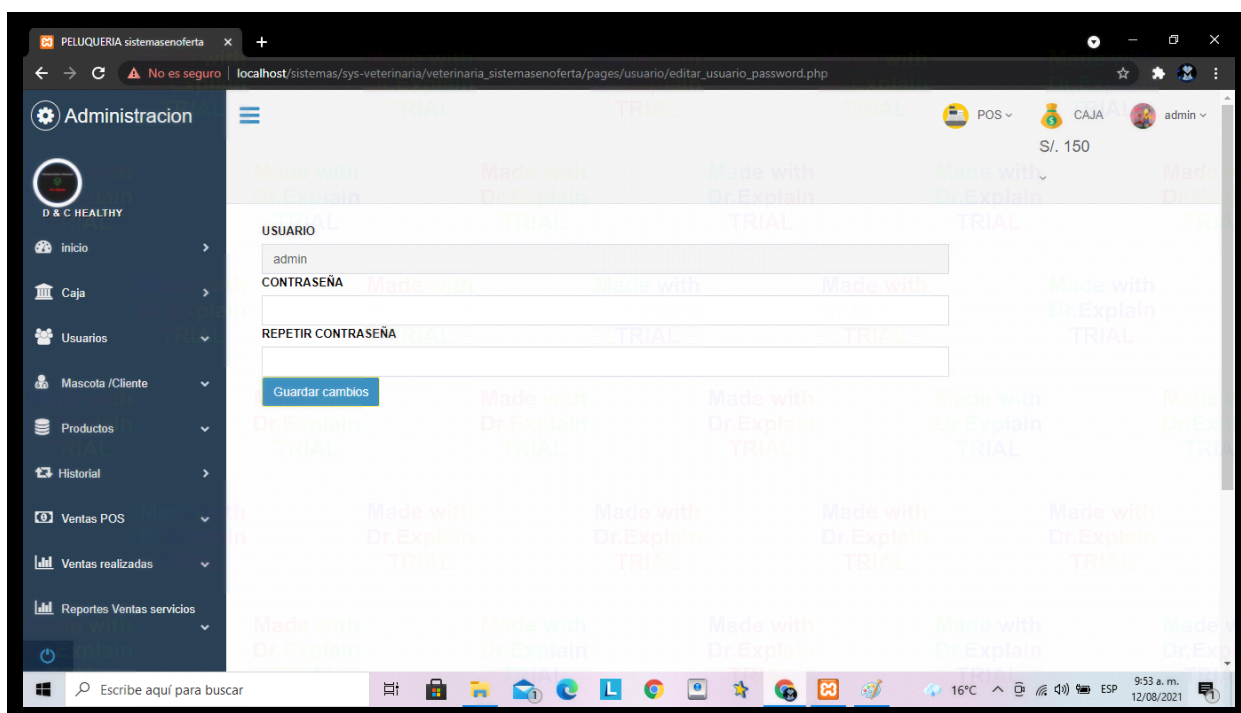 PELUQUERIA sistemasenoferta
No es seguro
localhost/sistemas/sys-veterinaria/veterinaria_sistemasenoferta/pages/usuario/editar_usuario_password.php
Administracion
POS
CAJA
admin
S/. 150
D & C HEALTHY
inicio
Caja
Usuarios
Mascota /Cliente
Productos
Historial
Ventas POS
Ventas realizadas
Reportes Ventas servicios
USUARIO
admin
CONTRASEÑA
REPETIR CONTRASEÑA
Guardar cambios
Made with
Dr.Explain
TRIAL
Escribe aquí para buscar
16°C
ESP
9:53 a. m.
12/08/2021